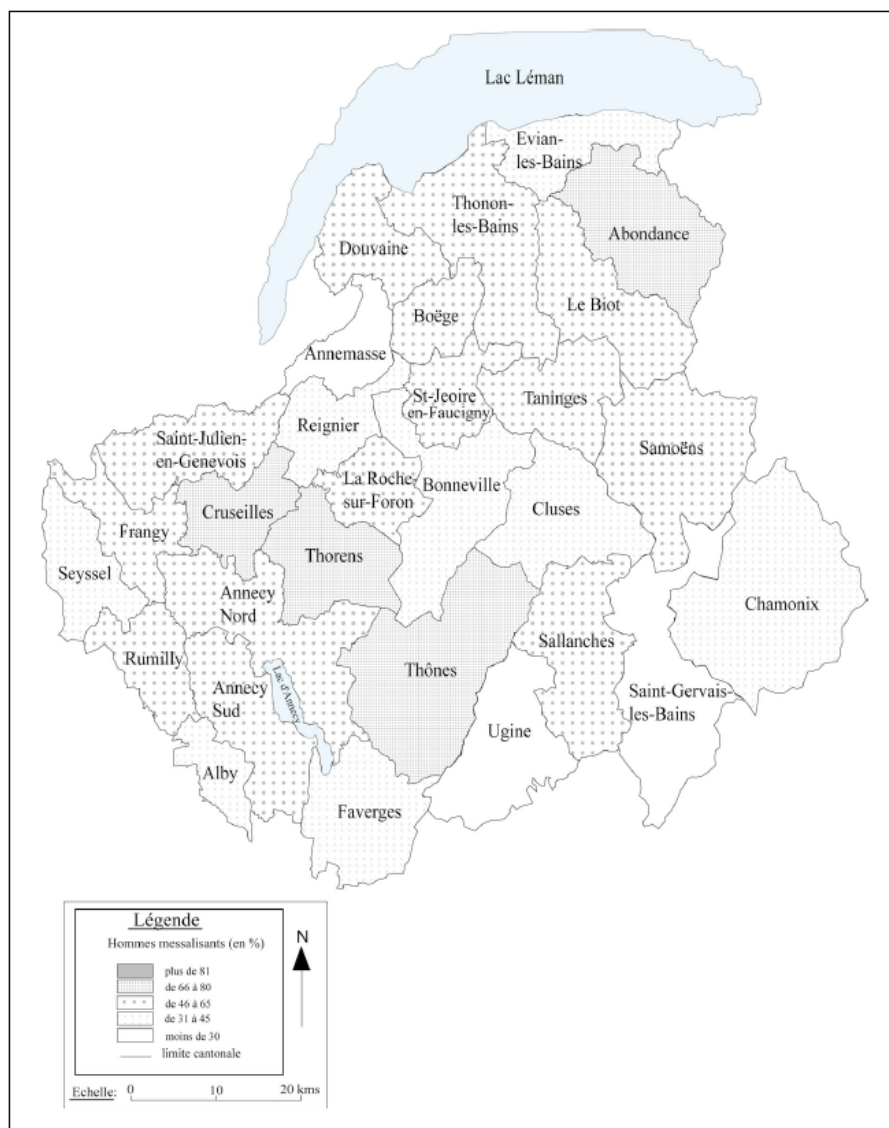 Lac Léman
Evian-
les-Bains
Thonon-
les-Bains
Abondance
Douvaine
Le Biot
Boëge
Annemasse
St-Jeoire
en-Faucigny
Taninges
Reignier
Saint-Julien-
en-Genevois
Samoëns
La Roche-
sur-Foron
Bonneville
Cruseilles
Cluses
Frangy
Thorens
Seyssel
Annecy
Nord
Chamonix
Sallanches
Rumilly
Thônes
Annecy
Sud
Lac d'Annecy
Saint-Gervais-
les-Bains
Ugine
Alby
Faverges
Légende
Hommes messalisants (en %)
plus de 81
de 66 à 80
de 46 à 65
de 31 à 45
moins de 30
limite cantonale
N
Echelle: 0 10 20 kms